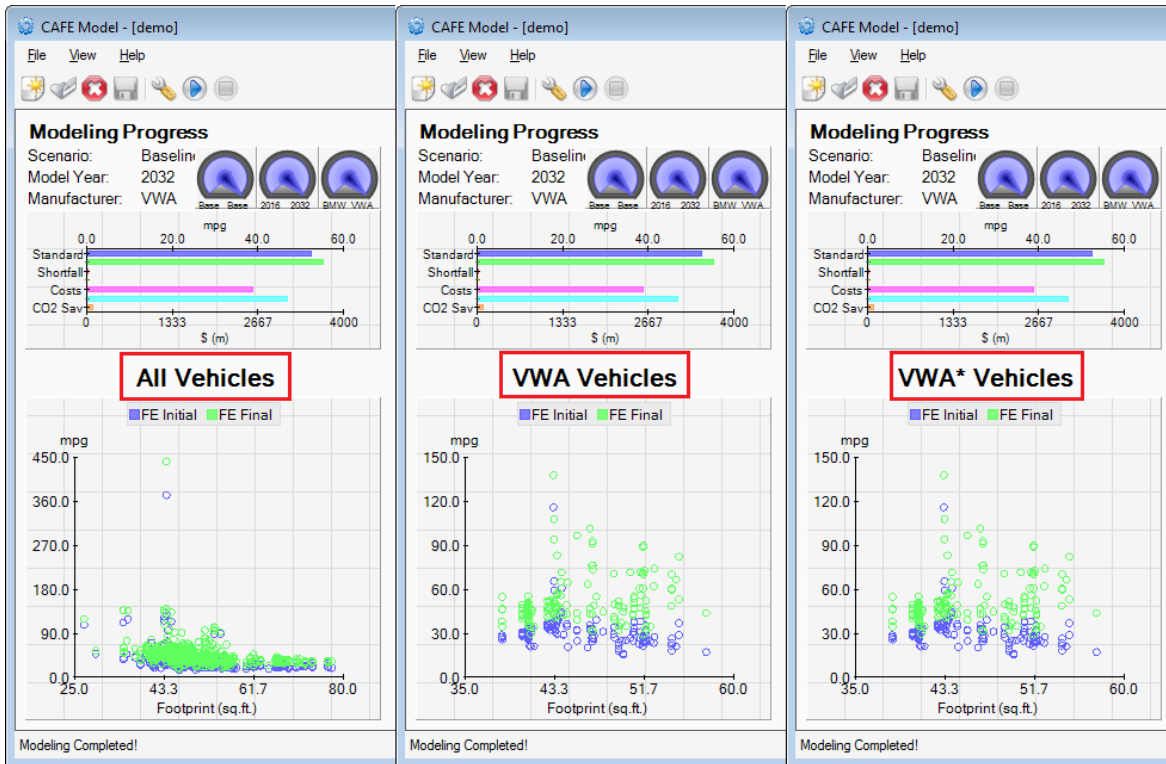 CAFE Model - [demo]
File View Help
Modeling Progress
Scenario: Baseline
Model Year: 2032
Manufacturer: VWA
Base Base 2016 2032 BMW VWA
mpg
0.0 20.0 40.0 60.0
Standard
Shortfall
Costs
CO2 Sav
0 1333 2667 4000
$ (m)
All Vehicles
FE Initial FE Final
mpg
450.0
360.0
270.0
180.0
90.0
0.0
25.0 43.3 61.7 80.0
Footprint (sq.ft.)
Modeling Completed!
CAFE Model - [demo]
File View Help
Modeling Progress
Scenario: Baseline
Model Year: 2032
Manufacturer: VWA
Base Base 2016 2032 BMW VWA
mpg
0.0 20.0 40.0 60.0
Standard
Shortfall
Costs
CO2 Sav
0 1333 2667 4000
$ (m)
VWA Vehicles
FE Initial FE Final
mpg
150.0
120.0
90.0
60.0
30.0
0.0
35.0 43.3 51.7 60.0
Footprint (sq.ft.)
Modeling Completed!
CAFE Model - [demo]
File View Help
Modeling Progress
Scenario: Baseline
Model Year: 2032
Manufacturer: VWA
Base Base 2016 2032 BMW VWA
mpg
0.0 20.0 40.0 60.0
Standard
Shortfall
Costs
CO2 Sav
0 1333 2667 4000
$ (m)
VWA* Vehicles
FE Initial FE Final
mpg
150.0
120.0
90.0
60.0
30.0
0.0
35.0 43.3 51.7 60.0
Footprint (sq.ft.)
Modeling Completed!